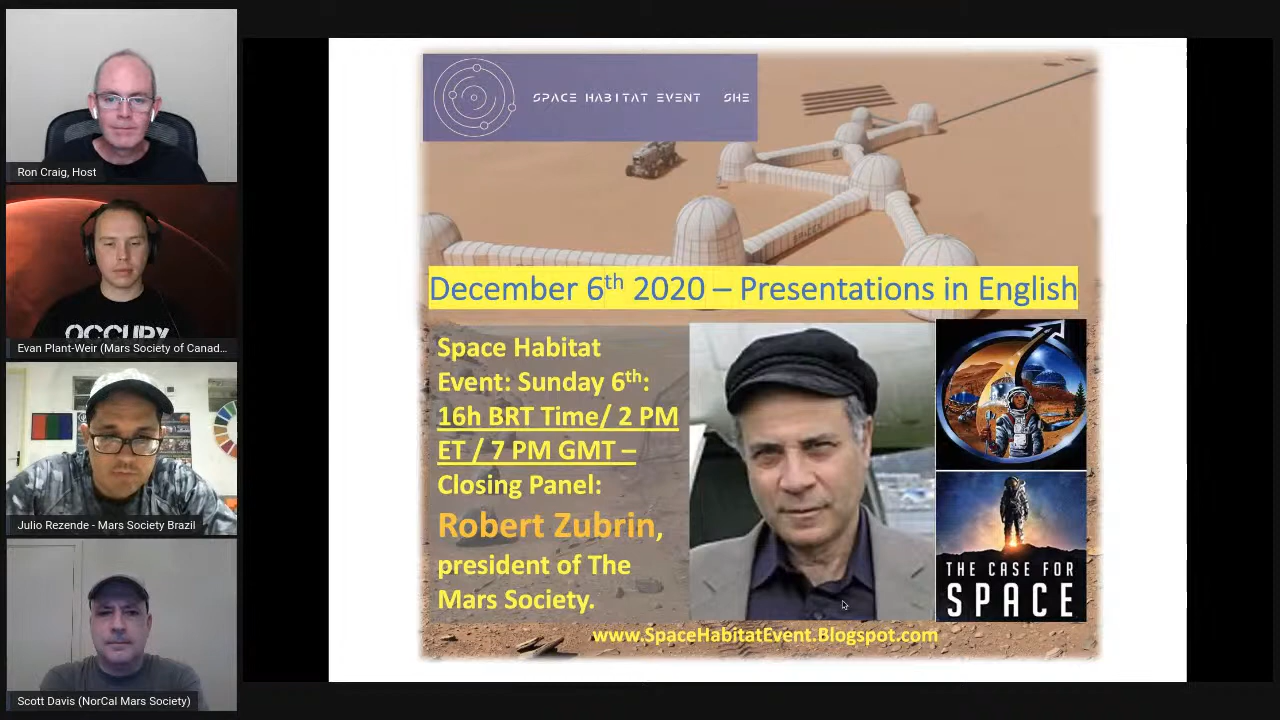 Ron Craig, Host
OCCUPY
Evan Plant-Weir (Mars Society of Canad...
Julio Rezende - Mars Society Brazil
Scott Davis (NorCal Mars Society)
SPACE HABITAT EVENT SHE
December 6th 2020 – Presentations in English
Space Habitat
Event: Sunday 6th:
16h BRT Time/ 2 PM
ET / 7 PM GMT –
Closing Panel:
Robert Zubrin,
president of The
Mars Society.
THE CASE FOR
SPACE
www.SpaceHabitatEvent.Blogspot.com